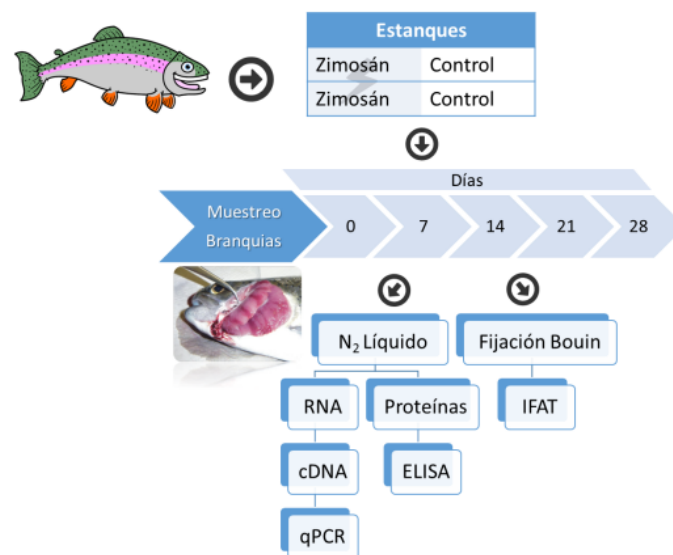 Estanques
Zimosán Control
Zimosán Control
Días
Muestreo
Branquias
0 7 14 21 28
N₂ Líquido Fijación Bouin
RNA Proteínas IFAT
cDNA ELISA
qPCR